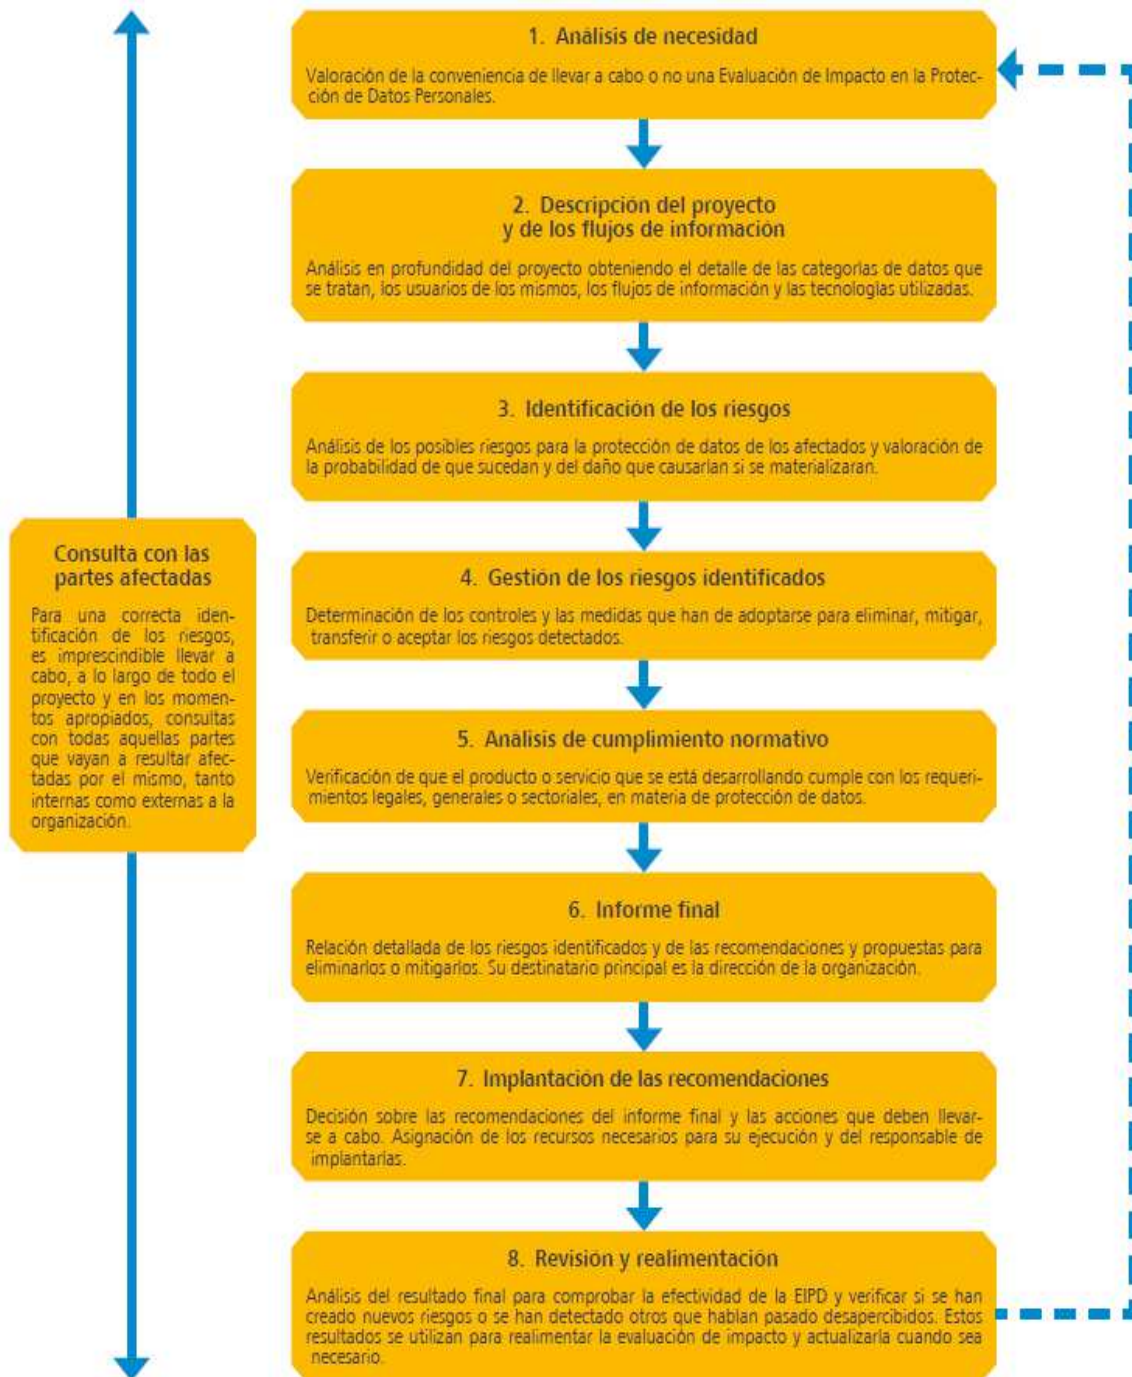 1. Análisis de necesidad
Valoración de la conveniencia de llevar a cabo o no una Evaluación de Impacto en la Protec-
ción de Datos Personales.
2. Descripción del proyecto
y de los flujos de información
Análisis en profundidad del proyecto obteniendo el detalle de las categorías de datos que
se tratan, los usuarios de los mismos, los flujos de información y las tecnologías utilizadas.
3. Identificación de los riesgos
Análisis de los posibles riesgos para la protección de datos de los afectados y valoración de
la probabilidad de que sucedan y del daño que causarían si se materializaran.
Consulta con las
partes afectadas
Para una correcta iden-
tificación de los riesgos,
es imprescindible llevar a
cabo, a lo largo de todo el
proyecto y en los momen-
tos apropiados, consultas
con todas aquellas partes
que vayan a resultar afec-
tadas por el mismo, tanto
internas como externas a la
organización.
4. Gestión de los riesgos identificados
Determinación de los controles y las medidas que han de adoptarse para eliminar, mitigar,
transferir o aceptar los riesgos detectados.
5. Análisis de cumplimiento normativo
Verificación de que el producto o servicio que se está desarrollando cumple con los requeri-
mientos legales, generales o sectoriales, en materia de protección de datos.
6. Informe final
Relación detallada de los riesgos identificados y de las recomendaciones y propuestas para
eliminarlos o mitigarlos. Su destinatario principal es la dirección de la organización.
7. Implantación de las recomendaciones
Decisión sobre las recomendaciones del informe final y las acciones que deben llevar-
se a cabo. Asignación de los recursos necesarios para su ejecución y del responsable de
implantarlas.
8. Revisión y realimentación
Análisis del resultado final para comprobar la efectividad de la EIPD y verificar si se han
creado nuevos riesgos o se han detectado otros que habían pasado desapercibidos. Estos
resultados se utilizan para realimentar la evaluación de impacto y actualizarla cuando sea
necesario.